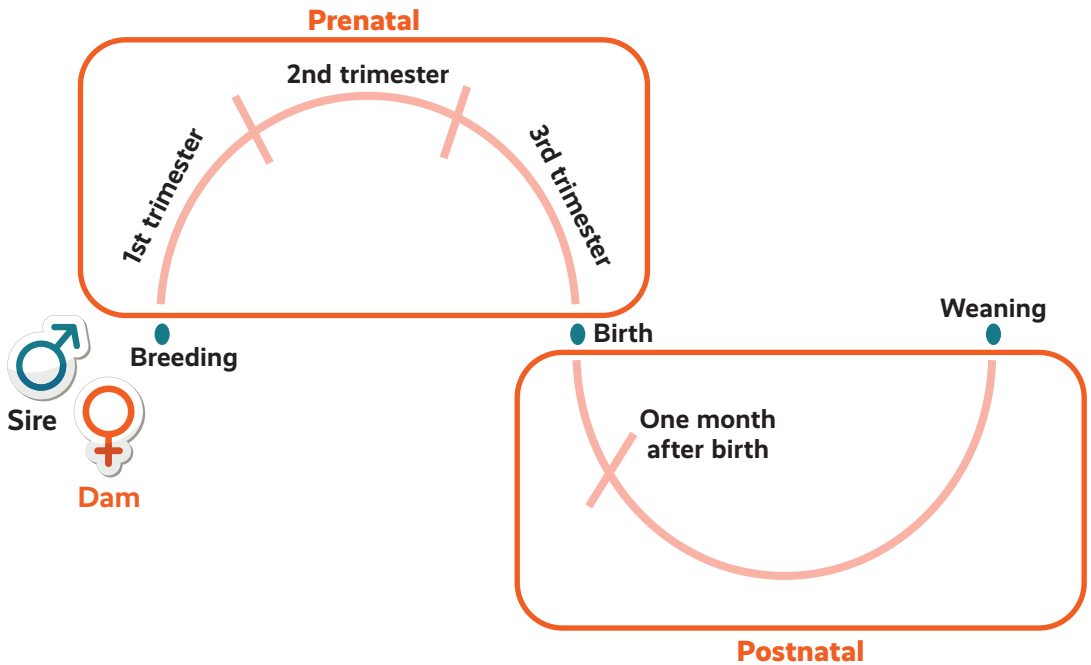 Prenatal
2nd trimester
1st trimester
3rd trimester
Breeding
Birth
Weaning
Sire
Dam
One month
after birth
Postnatal